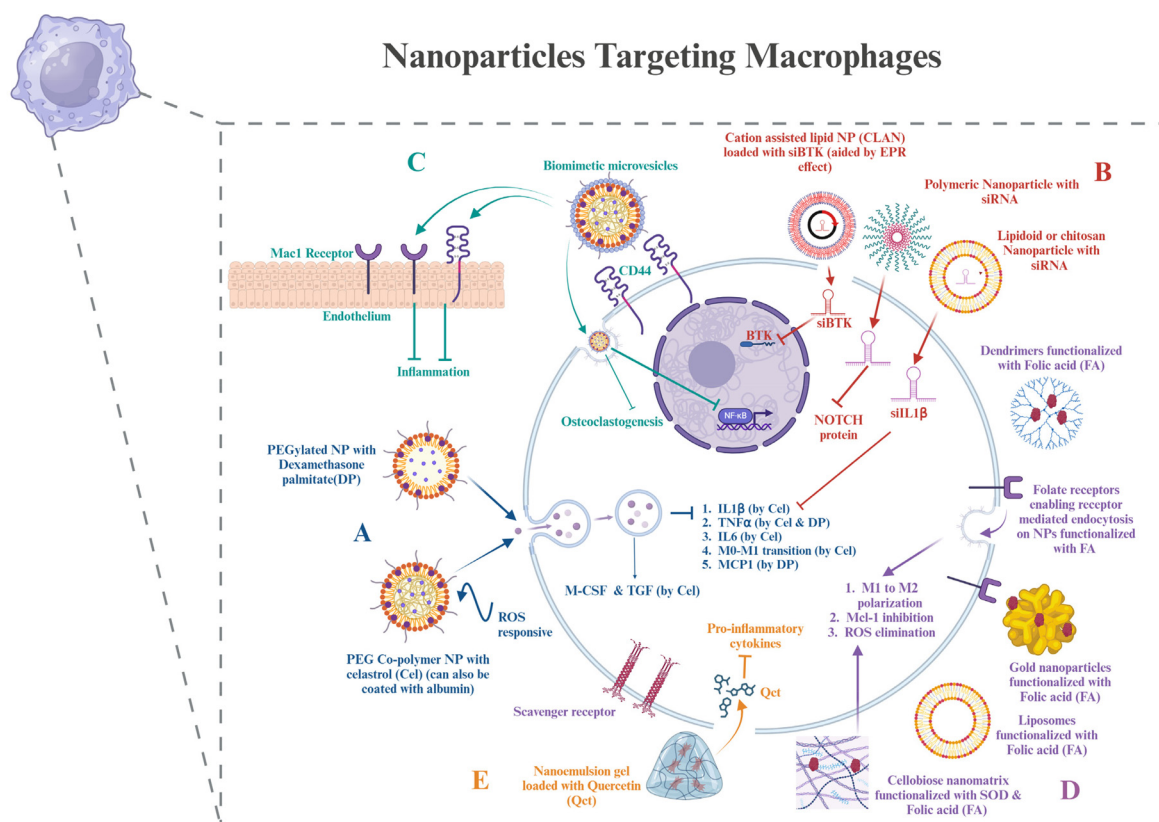 Nanoparticles Targeting Macrophages
C
Biomimetic microvesicles
Mac1 Receptor
CD44
Endothelium
Inflammation
Osteoclastogenesis
NF-κB
Cation assisted lipid NP (CLAN)
loaded with siBTK (aided by EPR
effect)
B
Polymeric Nanoparticle with
siRNA
Lipidoid or chitosan
Nanoparticle with
siRNA
siBTK
BTK
NOTCH
protein
siIL1β
Dendrimers functionalized
with Folic acid (FA)
PEGylated NP with
Dexamethasone
palmitate(DP)
A
ROS
responsive
PEG Co-polymer NP with
celastrol (Cel) (can also be
coated with albumin)
1. IL1β (by Cel)
2. TNFα (by Cel & DP)
3. IL6 (by Cel)
4. M0-M1 transition (by Cel)
5. MCP1 (by DP)
M-CSF & TGF (by Cel)
Folate receptors
enabling receptor
mediated endocytosis
on NPs functionalized
with FA
1. M1 to M2
polarization
2. Mcl-1 inhibition
3. ROS elimination
Gold nanoparticles
functionalized with
Folic acid (FA)
Liposomes
functionalized with
Folic acid (FA)
Cellobiose nanomatrix
functionalized with SOD &
Folic acid (FA)
D
Pro-inflammatory
cytokines
Qct
Scavenger receptor
E
Nanoemulsion gel
loaded with Quercetin
(Qct)